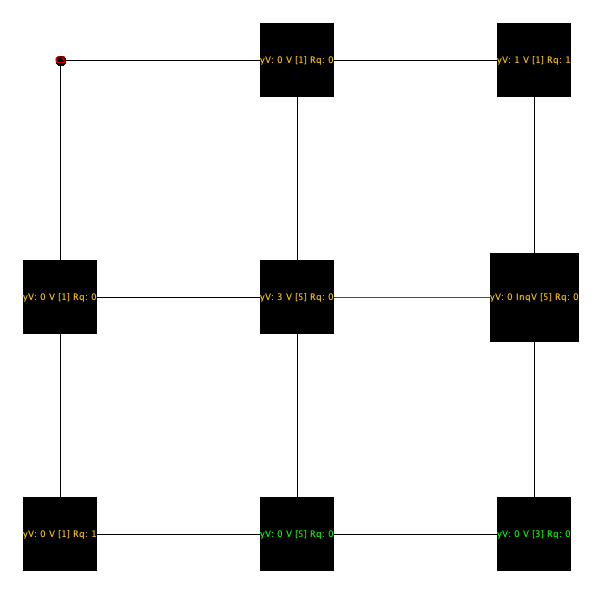 yV: 0 V [1] Rq: 0
yV: 1 V [1] Rq: 1
yV: 0 V [1] Rq: 0
yV: 3 V [5] Rq: 0
yV: 0 InqV [5] Rq: 0
yV: 0 V [1] Rq: 1
yV: 0 V [5] Rq: 0
yV: 0 V [3] Rq: 0